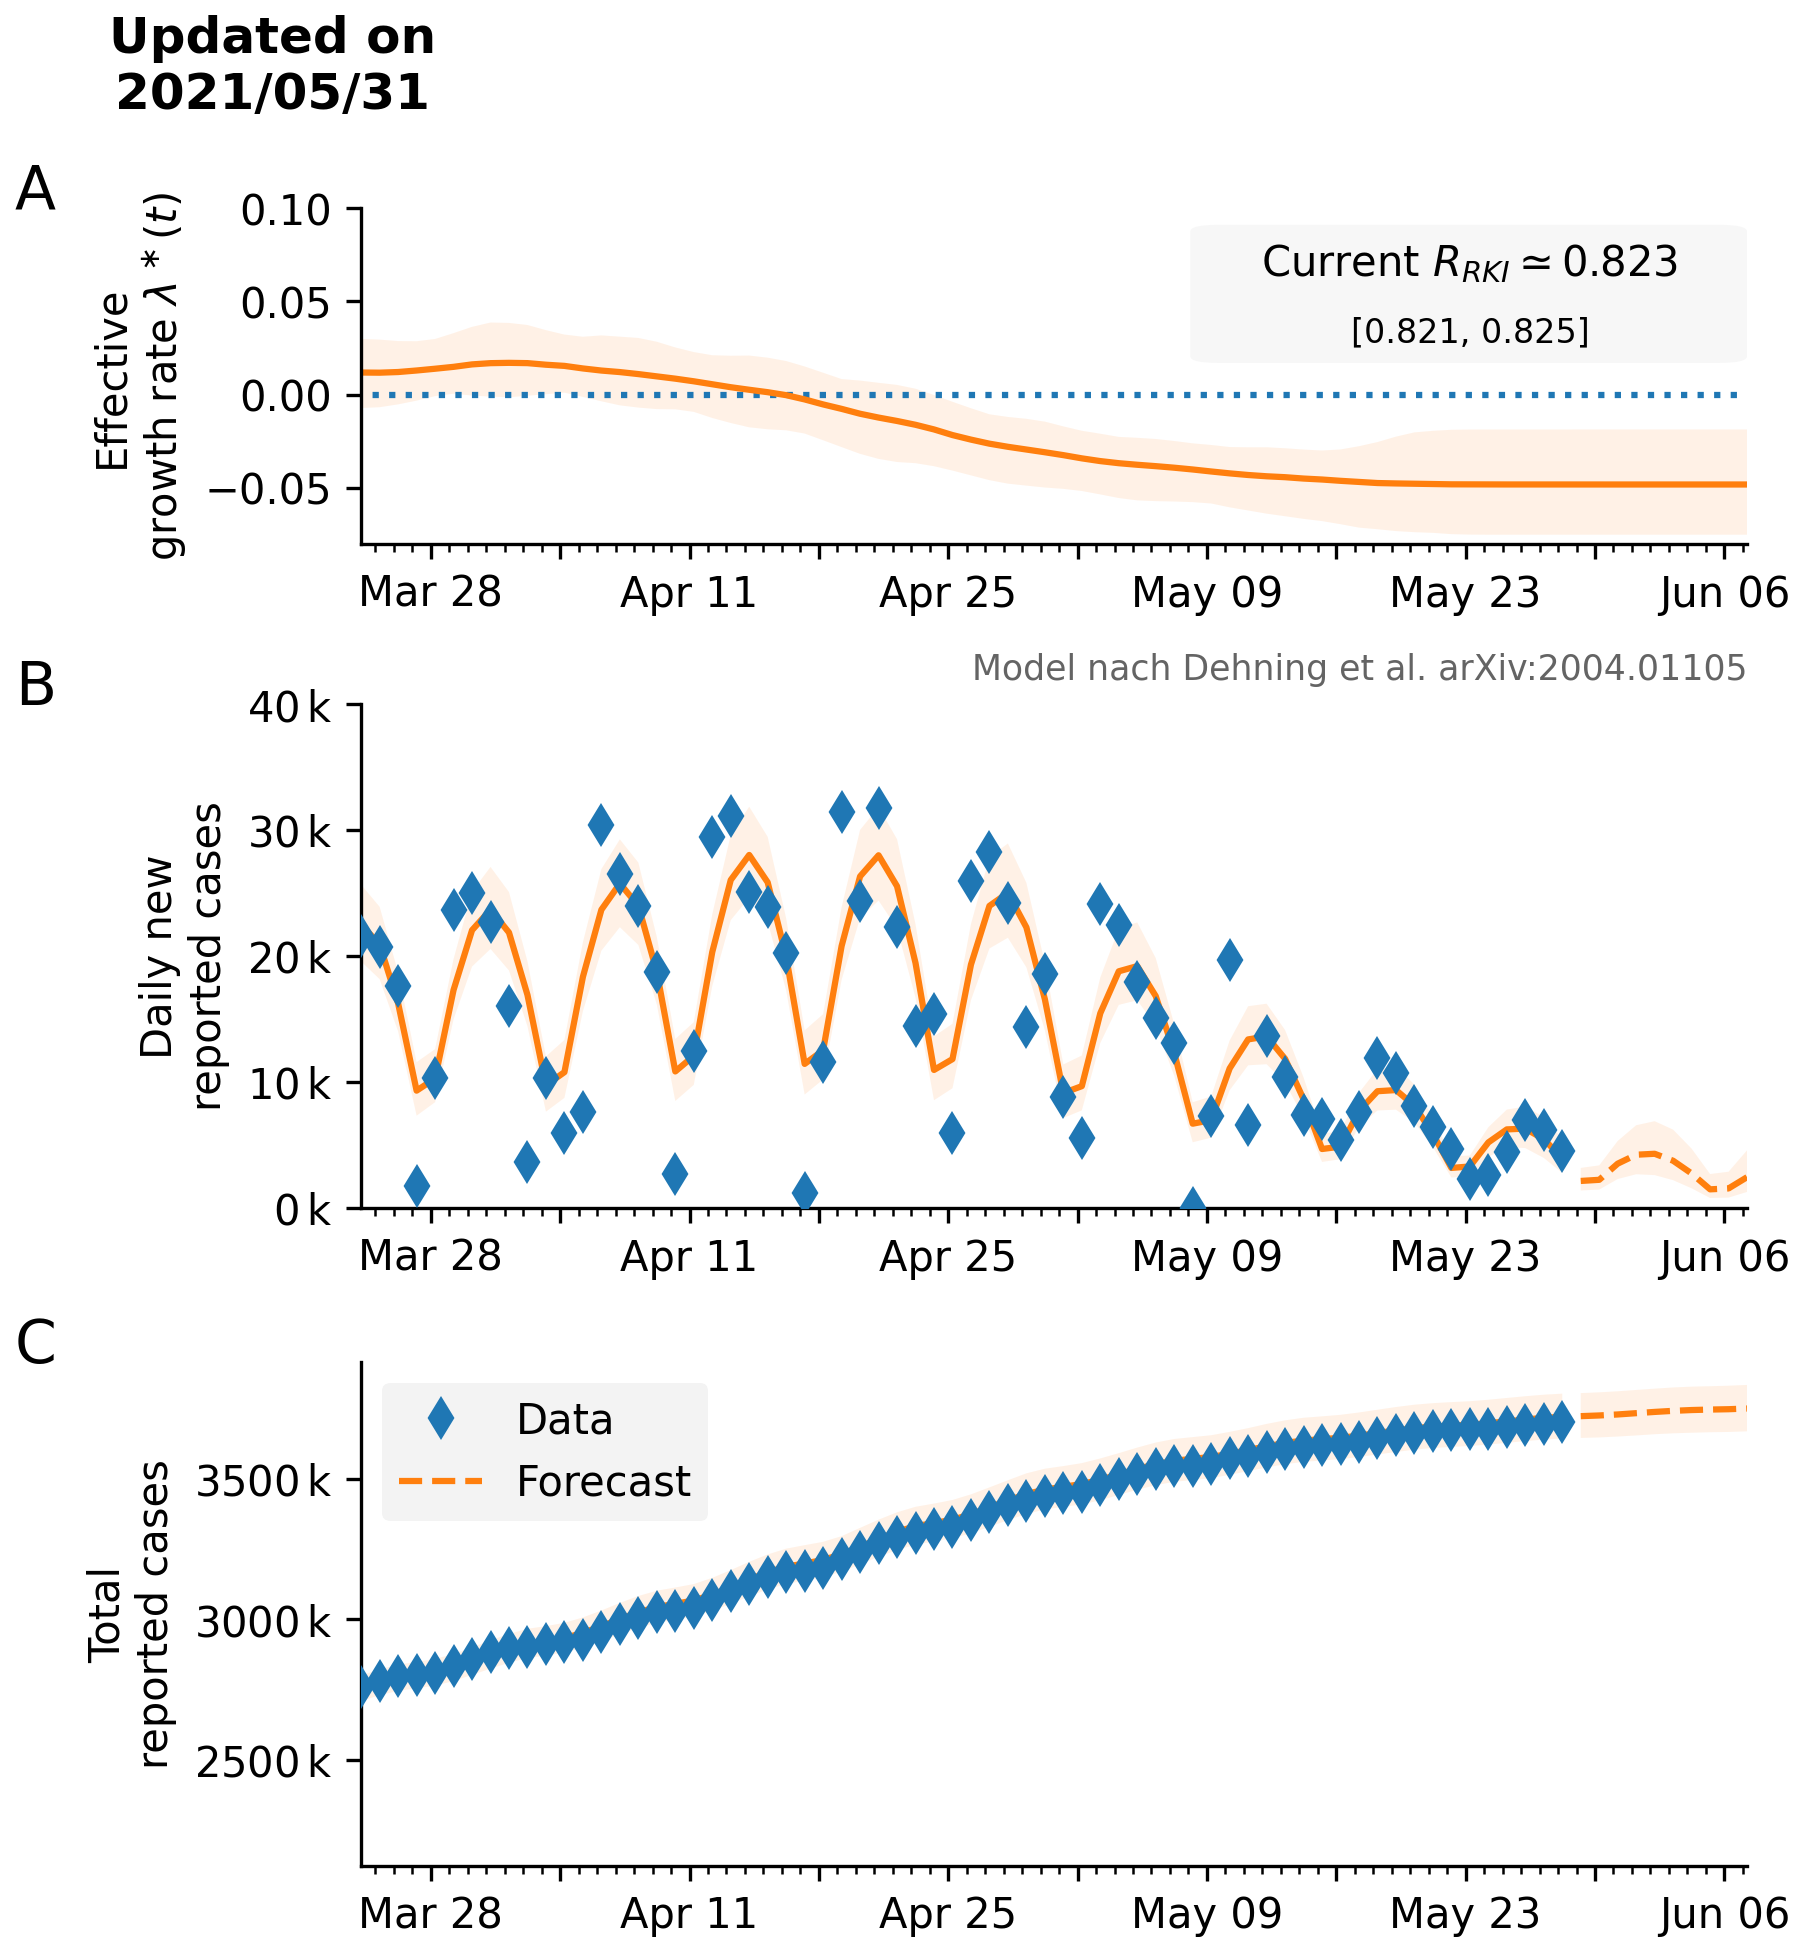 Updated on
2021/05/31
A
Effective
growth rate λ * (t)
0.10
0.05
0.00
−0.05
Current R_RKI ≃ 0.823
[0.821, 0.825]
Mar 28 Apr 11 Apr 25 May 09 May 23 Jun 06
Model nach Dehning et al. arXiv:2004.01105
B
Daily new
reported cases
40 k
30 k
20 k
10 k
0 k
Mar 28 Apr 11 Apr 25 May 09 May 23 Jun 06
C
Total
reported cases
Data
Forecast
3500 k
3000 k
2500 k
Mar 28 Apr 11 Apr 25 May 09 May 23 Jun 06